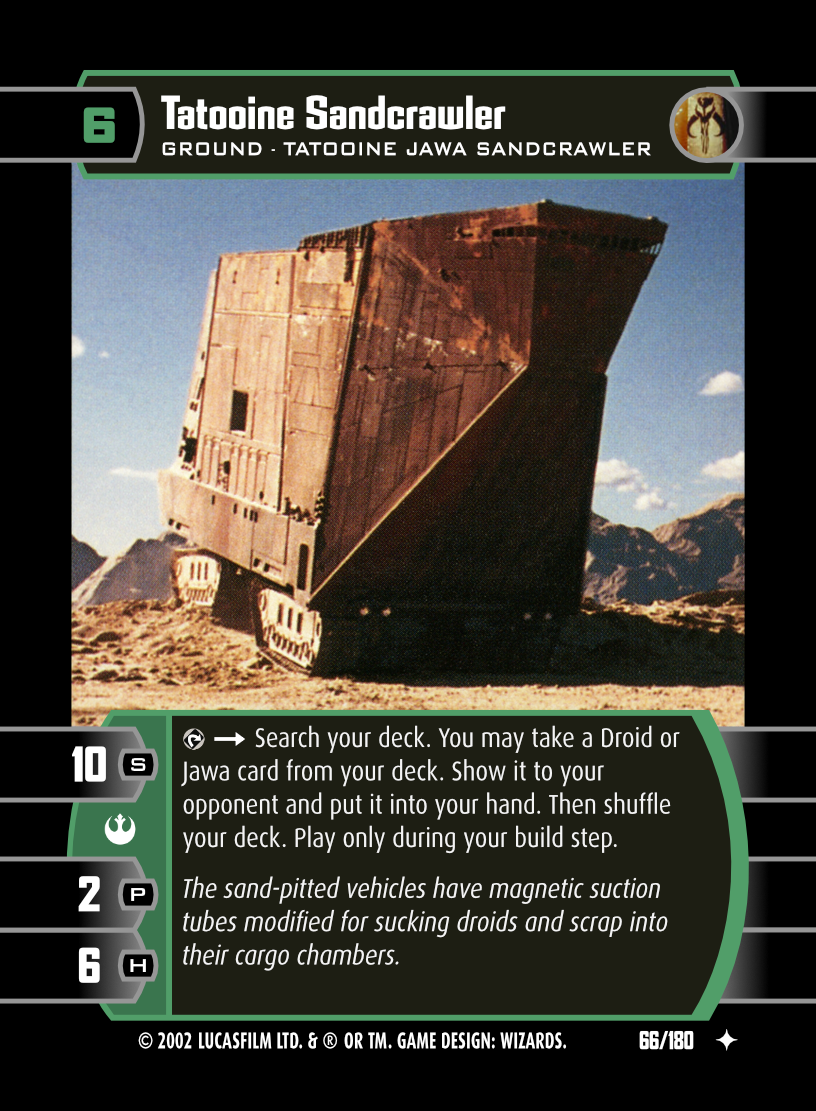 6
Tatooine Sandcrawler
GROUND · TATOOINE JAWA SANDCRAWLER
10 S
2 P
6 H
→ Search your deck. You may take a Droid or
Jawa card from your deck. Show it to your
opponent and put it into your hand. Then shuffle
your deck. Play only during your build step.
The sand-pitted vehicles have magnetic suction
tubes modified for sucking droids and scrap into
their cargo chambers.
© 2002 LUCASFILM LTD. & ® OR TM. GAME DESIGN: WIZARDS.
66/180